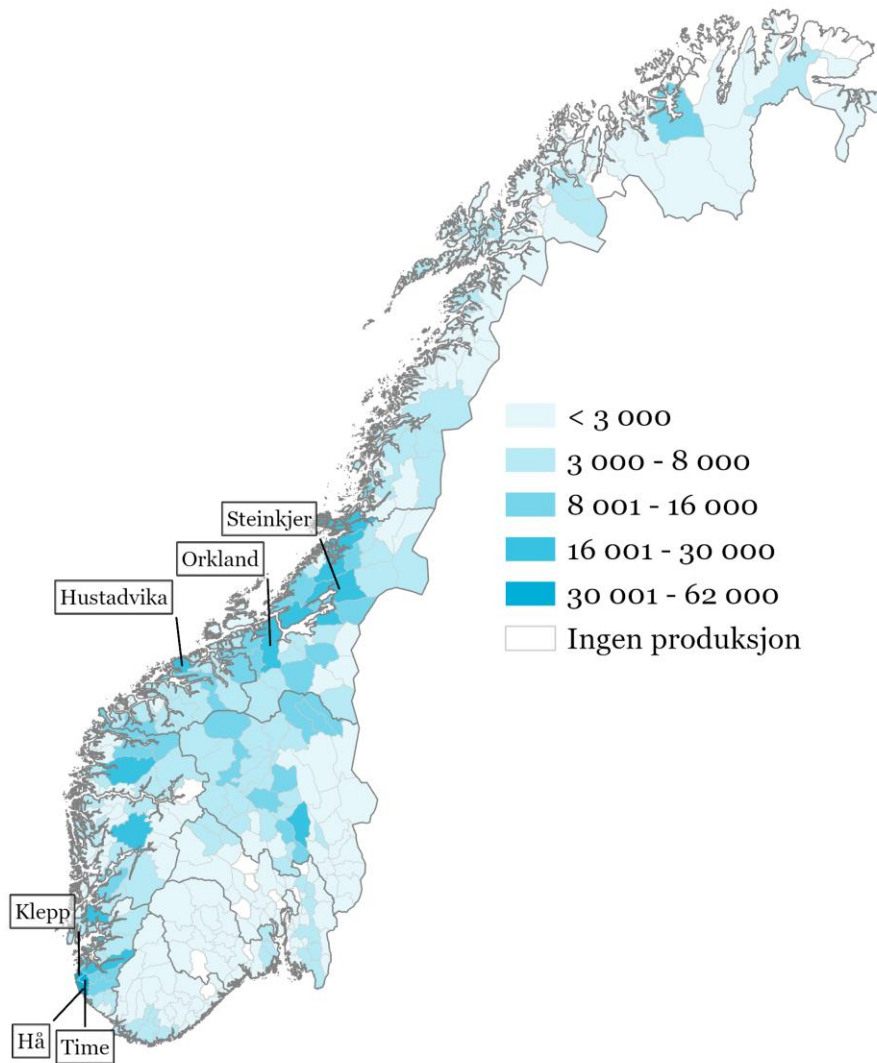 < 3 000
3 000 - 8 000
8 001 - 16 000
16 001 - 30 000
30 001 - 62 000
Ingen produksjon
Steinkjer
Orkland
Hustadvika
Klepp
Hå
Time